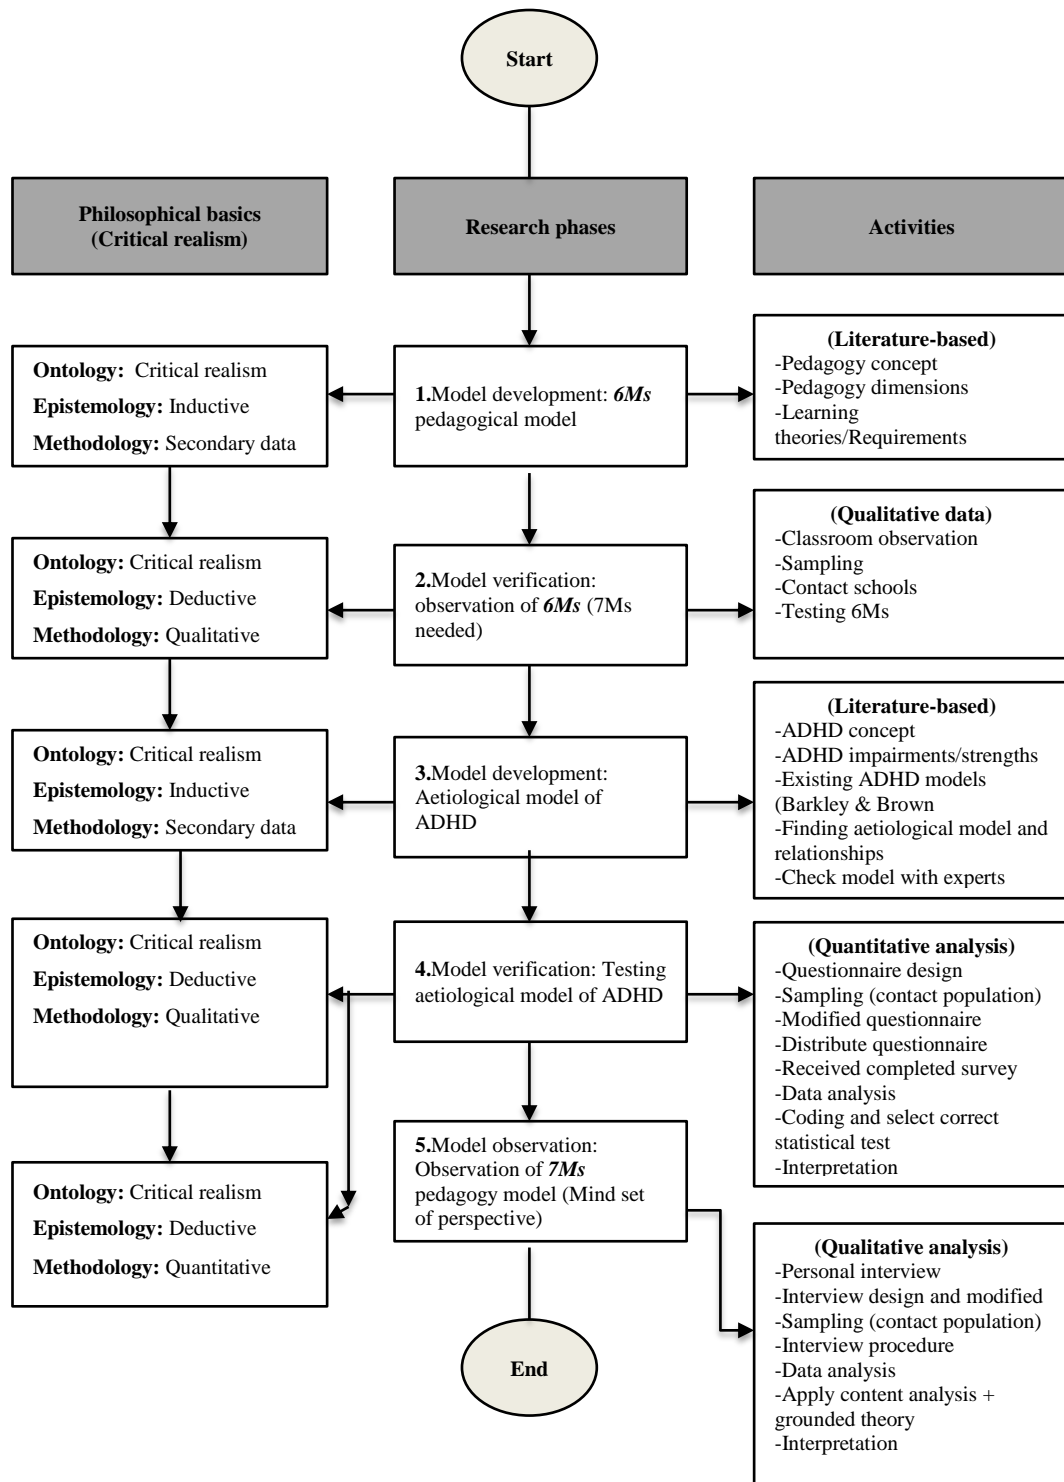 Start
Philosophical basics
(Critical realism)
Research phases
Activities
Ontology: Critical realism
Epistemology: Inductive
Methodology: Secondary data
1.Model development: 6Ms
pedagogical model
(Literature-based)
-Pedagogy concept
-Pedagogy dimensions
-Learning
theories/Requirements
Ontology: Critical realism
Epistemology: Deductive
Methodology: Qualitative
2.Model verification:
observation of 6Ms (7Ms
needed)
(Qualitative data)
-Classroom observation
-Sampling
-Contact schools
-Testing 6Ms
Ontology: Critical realism
Epistemology: Inductive
Methodology: Secondary data
3.Model development:
Aetiological model of
ADHD
(Literature-based)
-ADHD concept
-ADHD impairments/strengths
-Existing ADHD models
(Barkley & Brown
-Finding aetiological model and
relationships
-Check model with experts
Ontology: Critical realism
Epistemology: Deductive
Methodology: Qualitative
4.Model verification: Testing
aetiological model of ADHD
(Quantitative analysis)
-Questionnaire design
-Sampling (contact population)
-Modified questionnaire
-Distribute questionnaire
-Received completed survey
-Data analysis
-Coding and select correct
statistical test
-Interpretation
Ontology: Critical realism
Epistemology: Deductive
Methodology: Quantitative
5.Model observation:
Observation of 7Ms
pedagogy model (Mind set
of perspective)
(Qualitative analysis)
-Personal interview
-Interview design and modified
-Sampling (contact population)
-Interview procedure
-Data analysis
-Apply content analysis +
grounded theory
-Interpretation
End